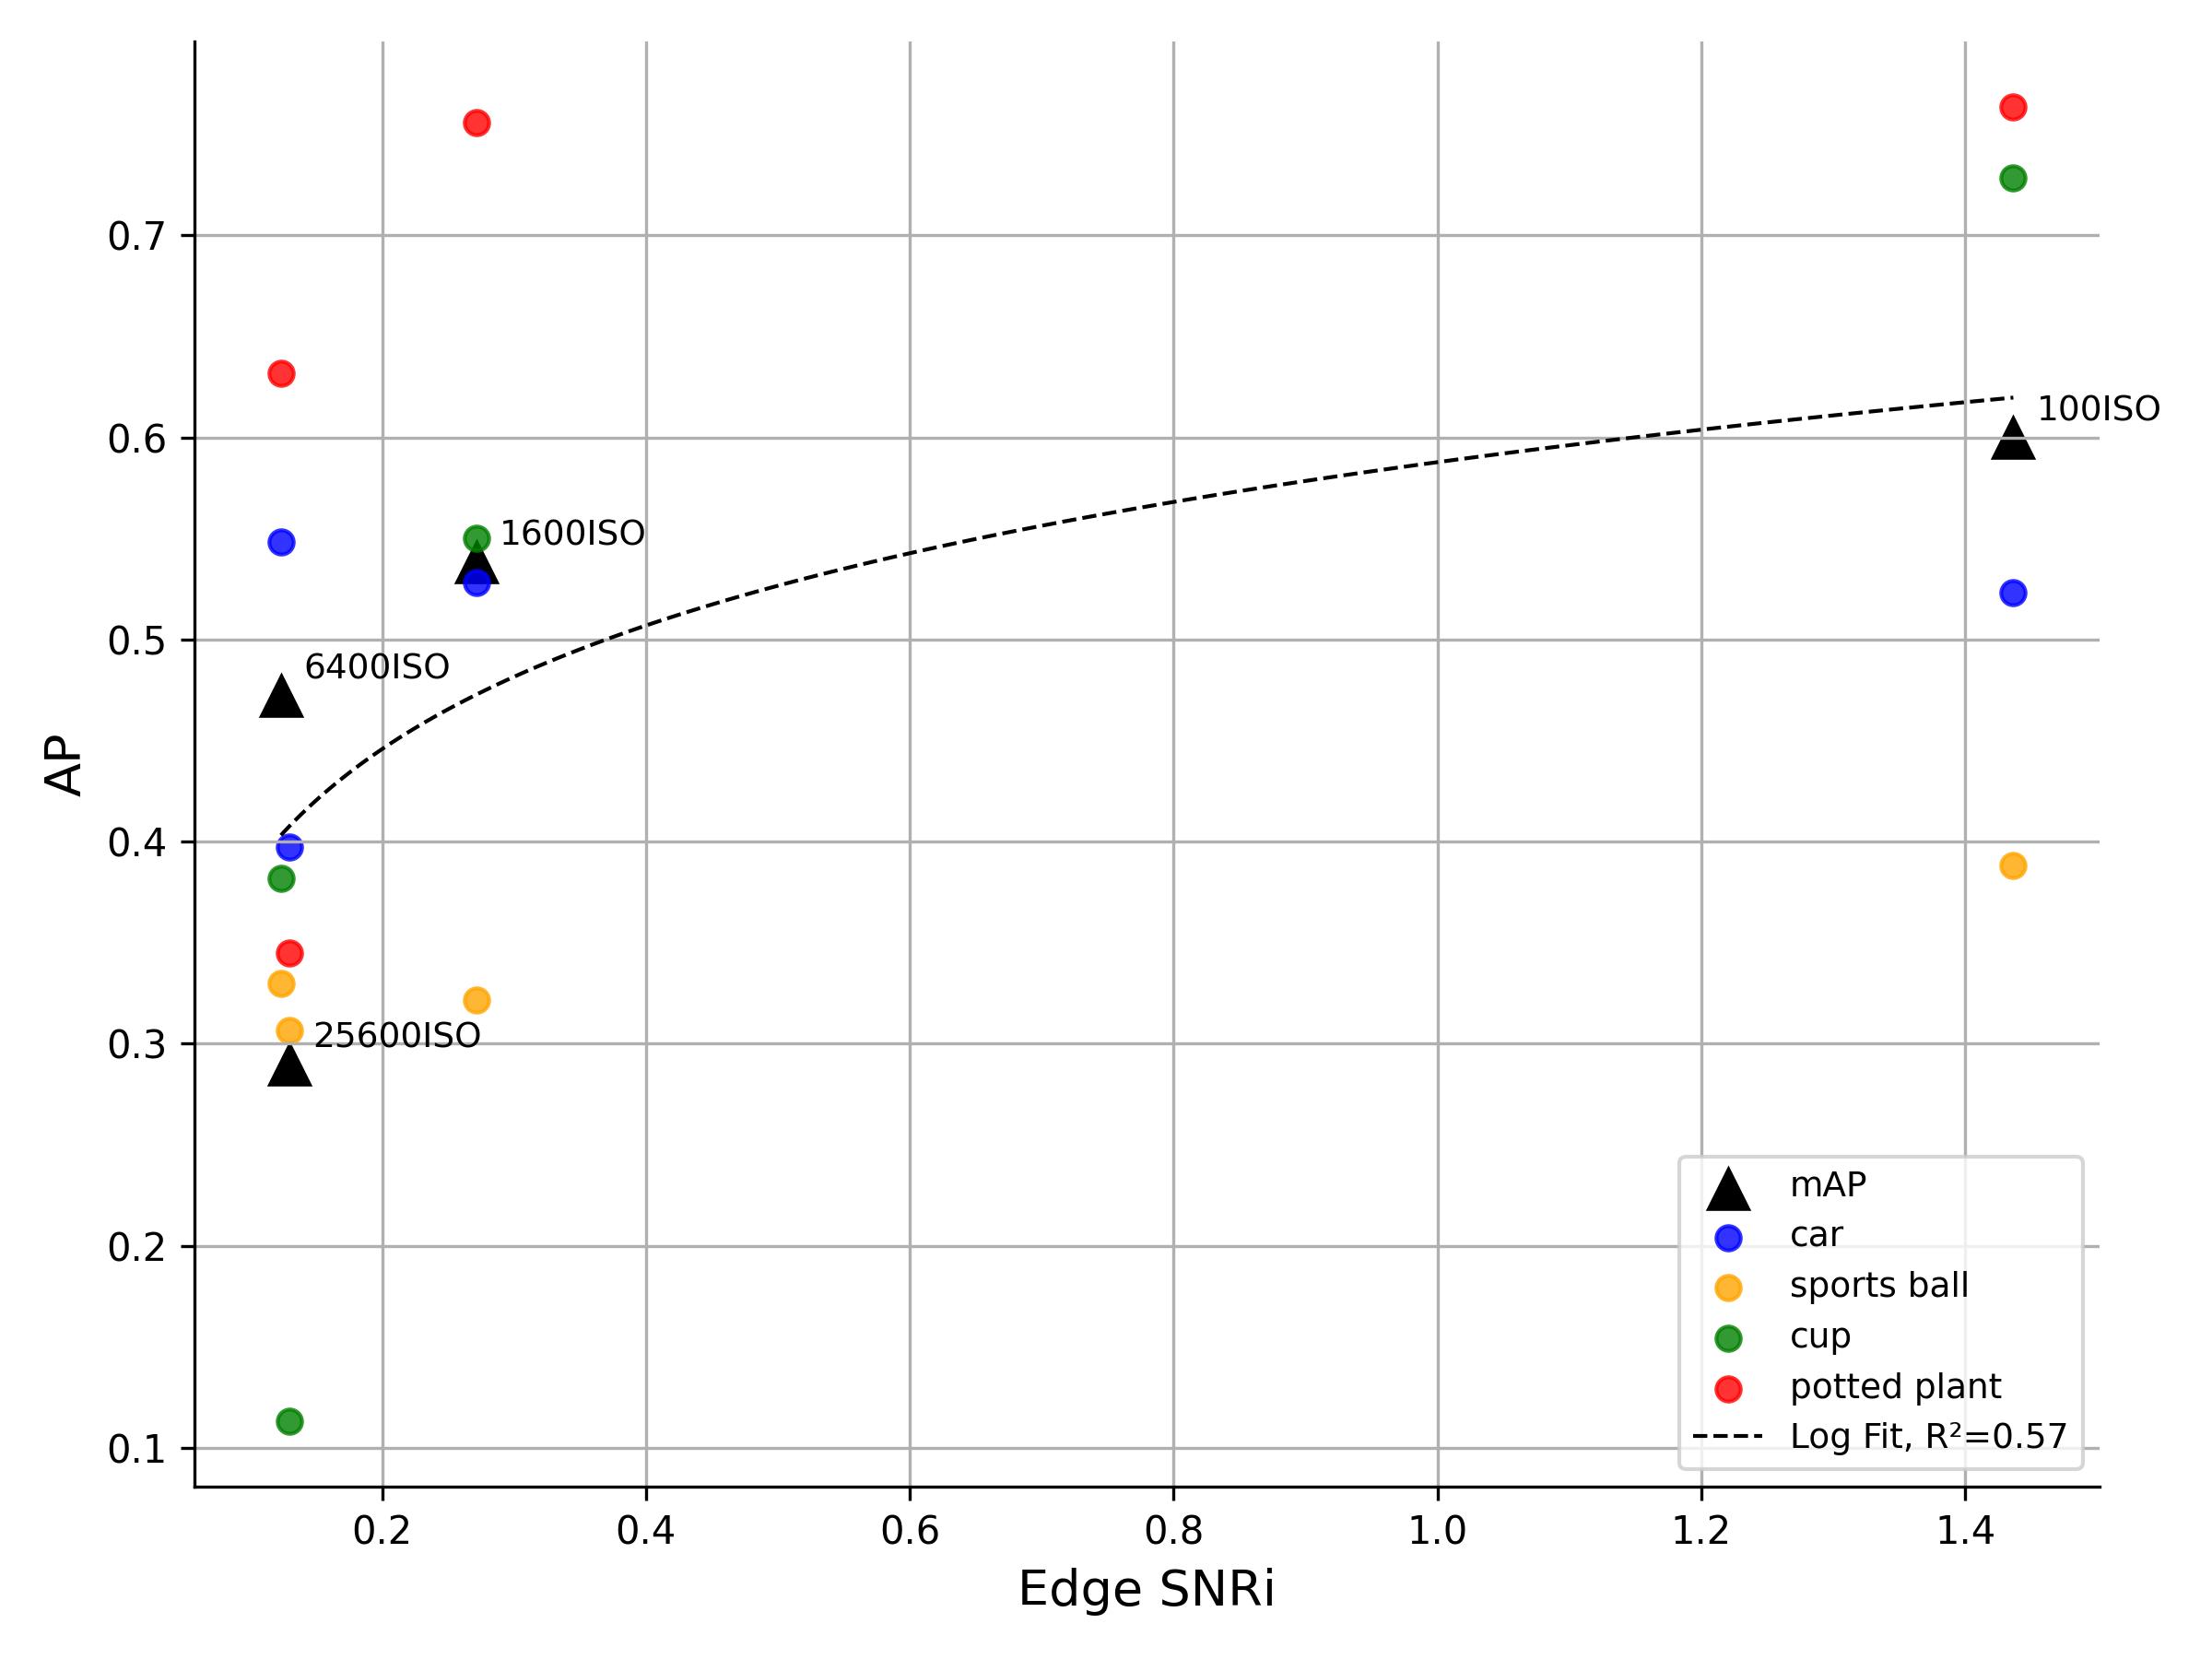 0.7
0.6
0.5
0.4
0.3
0.2
0.1
AP
100ISO
1600ISO
6400ISO
25600ISO
mAP
car
sports ball
cup
potted plant
Log Fit, R²=0.57
0.2 0.4 0.6 0.8 1.0 1.2 1.4
Edge SNRi